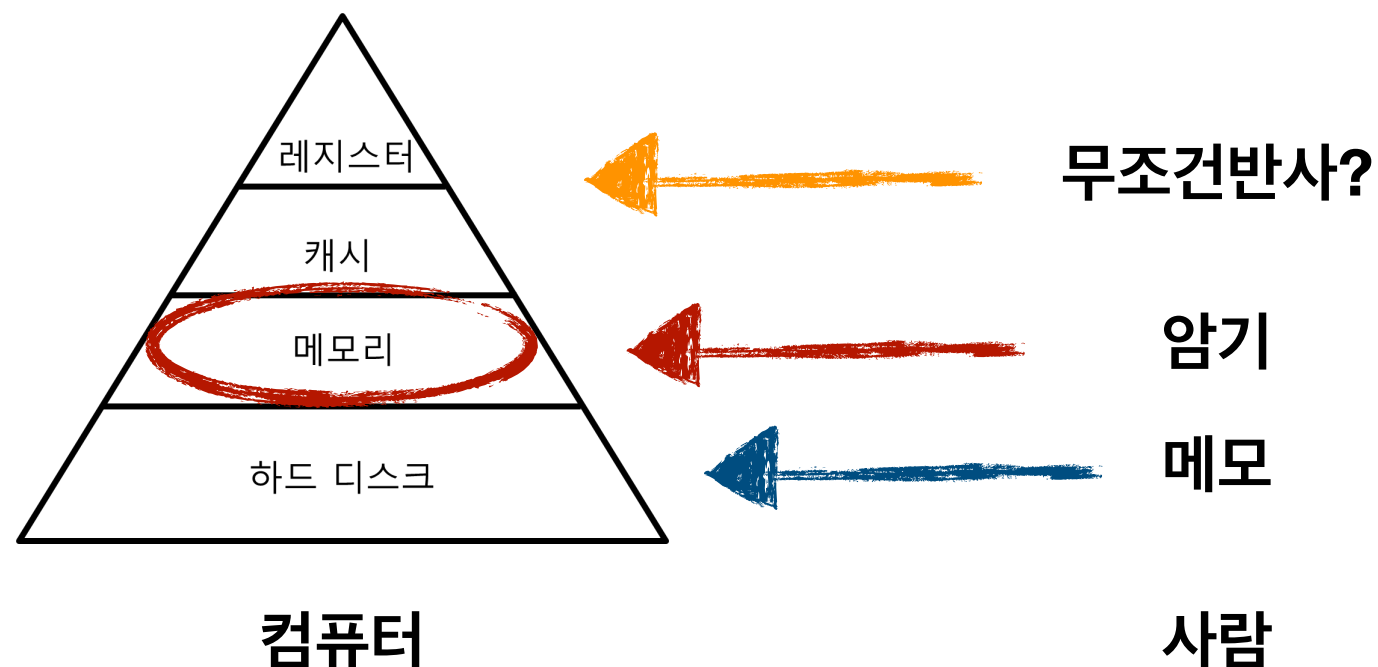 레지스터
무조건반사?
캐시
메모리
암기
하드 디스크
메모
컴퓨터
사람